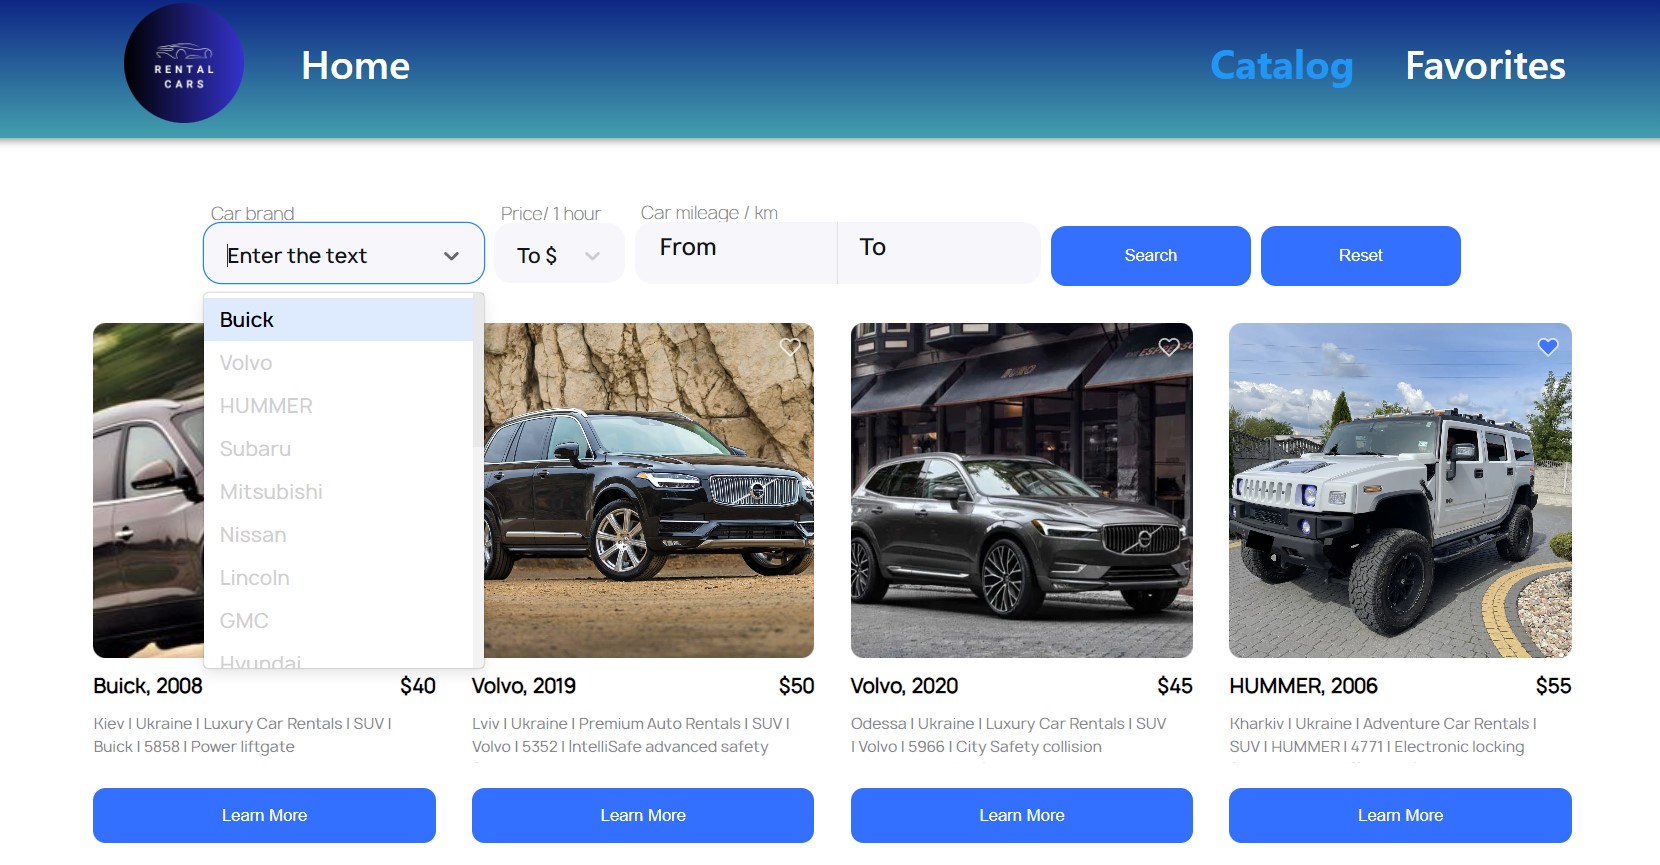 RENTAL
CARS
Home
Catalog
Favorites
Car brand
Price/ 1 hour
Car mileage / km
Enter the text
To $
From
To
Search
Reset
Buick
Volvo
HUMMER
Subaru
Mitsubishi
Nissan
Lincoln
GMC
Hyundai
Buick, 2008
$40
Kiev | Ukraine | Luxury Car Rentals | SUV |
Buick | 5858 | Power liftgate
Learn More
Volvo, 2019
$50
Lviv | Ukraine | Premium Auto Rentals | SUV |
Volvo | 5352 | IntelliSafe advanced safety
Learn More
Volvo, 2020
$45
Odessa | Ukraine | Luxury Car Rentals | SUV
| Volvo | 5966 | City Safety collision
Learn More
HUMMER, 2006
$55
Kharkiv | Ukraine | Adventure Car Rentals |
SUV | HUMMER | 4771 | Electronic locking
Learn More